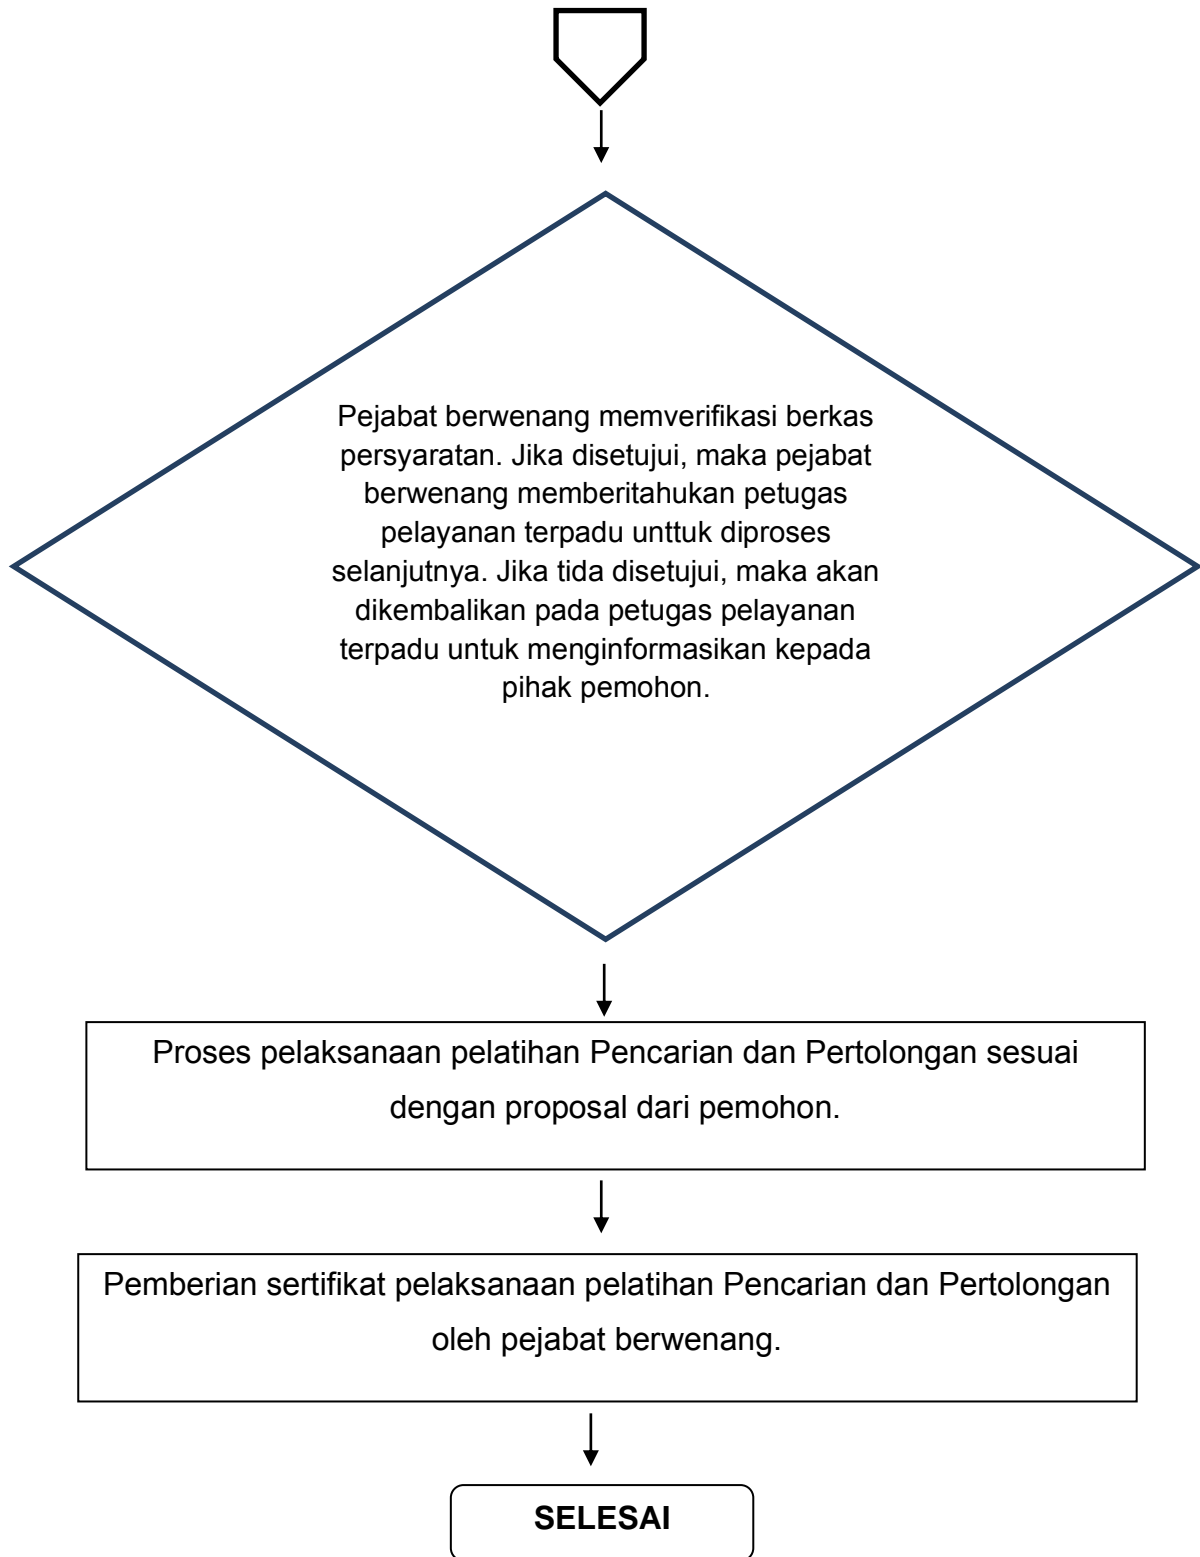 Pejabat berwenang memverifikasi berkas
persyaratan. Jika disetujui, maka pejabat
berwenang memberitahukan petugas
pelayanan terpadu unttuk diproses
selanjutnya. Jika tida disetujui, maka akan
dikembalikan pada petugas pelayanan
terpadu untuk menginformasikan kepada
pihak pemohon.
Proses pelaksanaan pelatihan Pencarian dan Pertolongan sesuai
dengan proposal dari pemohon.
Pemberian sertifikat pelaksanaan pelatihan Pencarian dan Pertolongan
oleh pejabat berwenang.
SELESAI